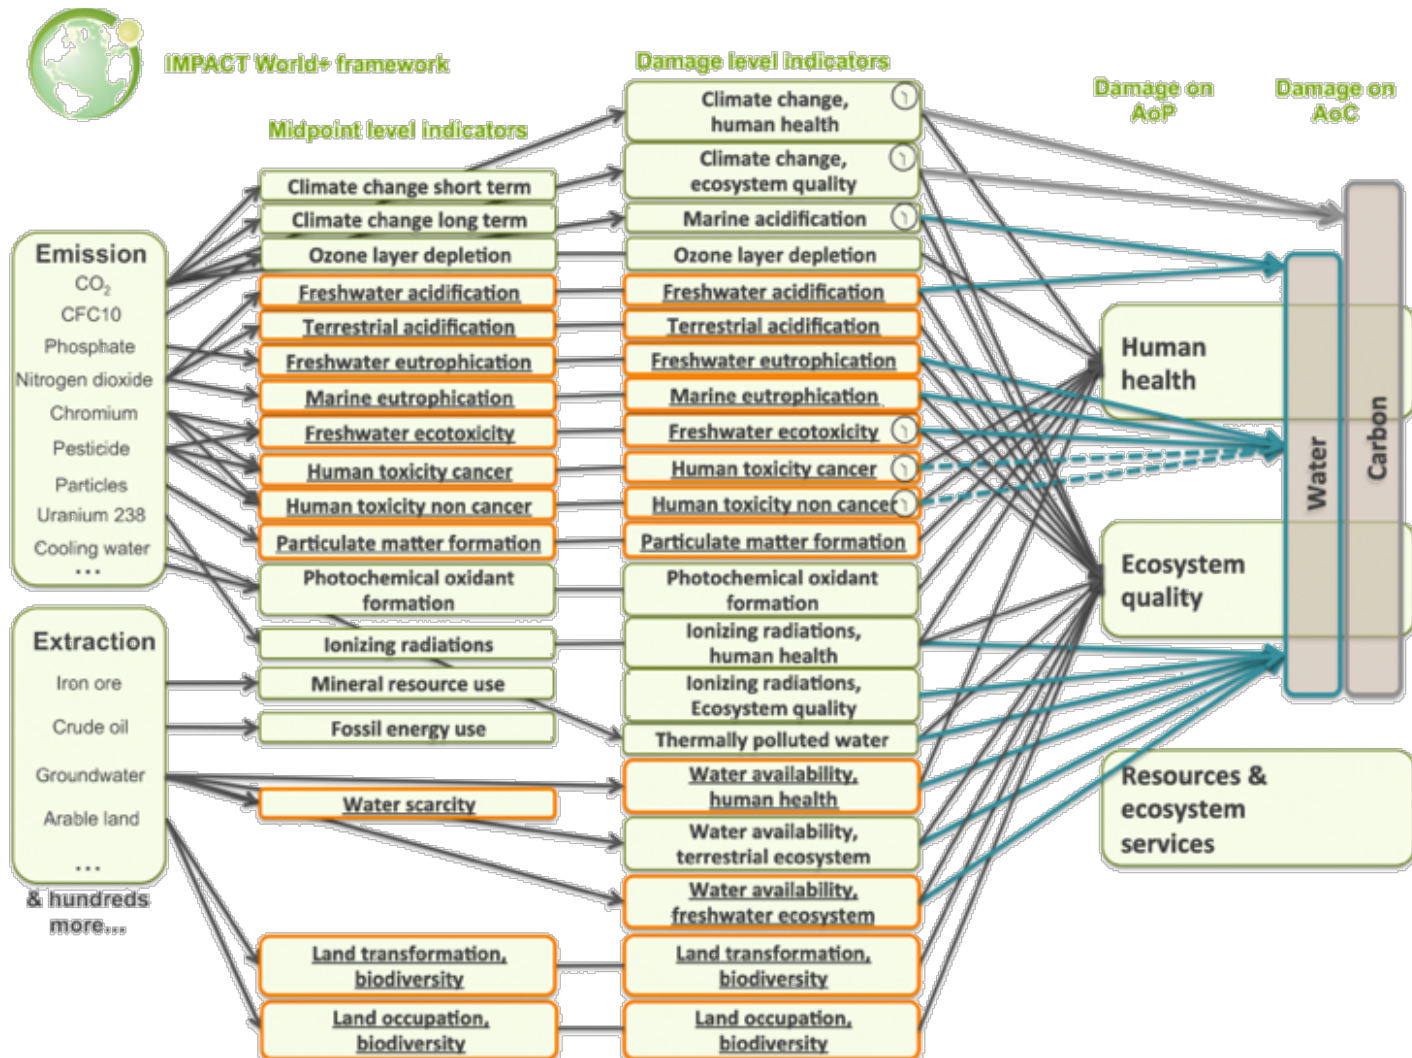 IMPACT World+ framework
Damage level indicators
Damage on
AoP
Damage on
AoC
Midpoint level indicators
Emission
CO₂
CFC10
Phosphate
Nitrogen dioxide
Chromium
Pesticide
Particles
Uranium 238
Cooling water
...
Extraction
Iron ore
Crude oil
Groundwater
Arable land
...
& hundreds
more...
Climate change short term
Climate change long term
Ozone layer depletion
Freshwater acidification
Terrestrial acidification
Freshwater eutrophication
Marine eutrophication
Freshwater ecotoxicity
Human toxicity cancer
Human toxicity non cancer
Particulate matter formation
Photochemical oxidant
formation
Ionizing radiations
Mineral resource use
Fossil energy use
Water scarcity
Land transformation,
biodiversity
Land occupation,
biodiversity
Climate change,
human health
Climate change,
ecosystem quality
Marine acidification
Ozone layer depletion
Freshwater acidification
Terrestrial acidification
Freshwater eutrophication
Marine eutrophication
Freshwater ecotoxicity
Human toxicity cancer
Human toxicity non cancer
Particulate matter formation
Photochemical oxidant
formation
Ionizing radiations,
human health
Ionizing radiations,
Ecosystem quality
Thermally polluted water
Water availability,
human health
Water availability,
terrestrial ecosystem
Water availability,
freshwater ecosystem
Land transformation,
biodiversity
Land occupation,
biodiversity
Human
health
Ecosystem
quality
Resources &
ecosystem
services
Water
Carbon